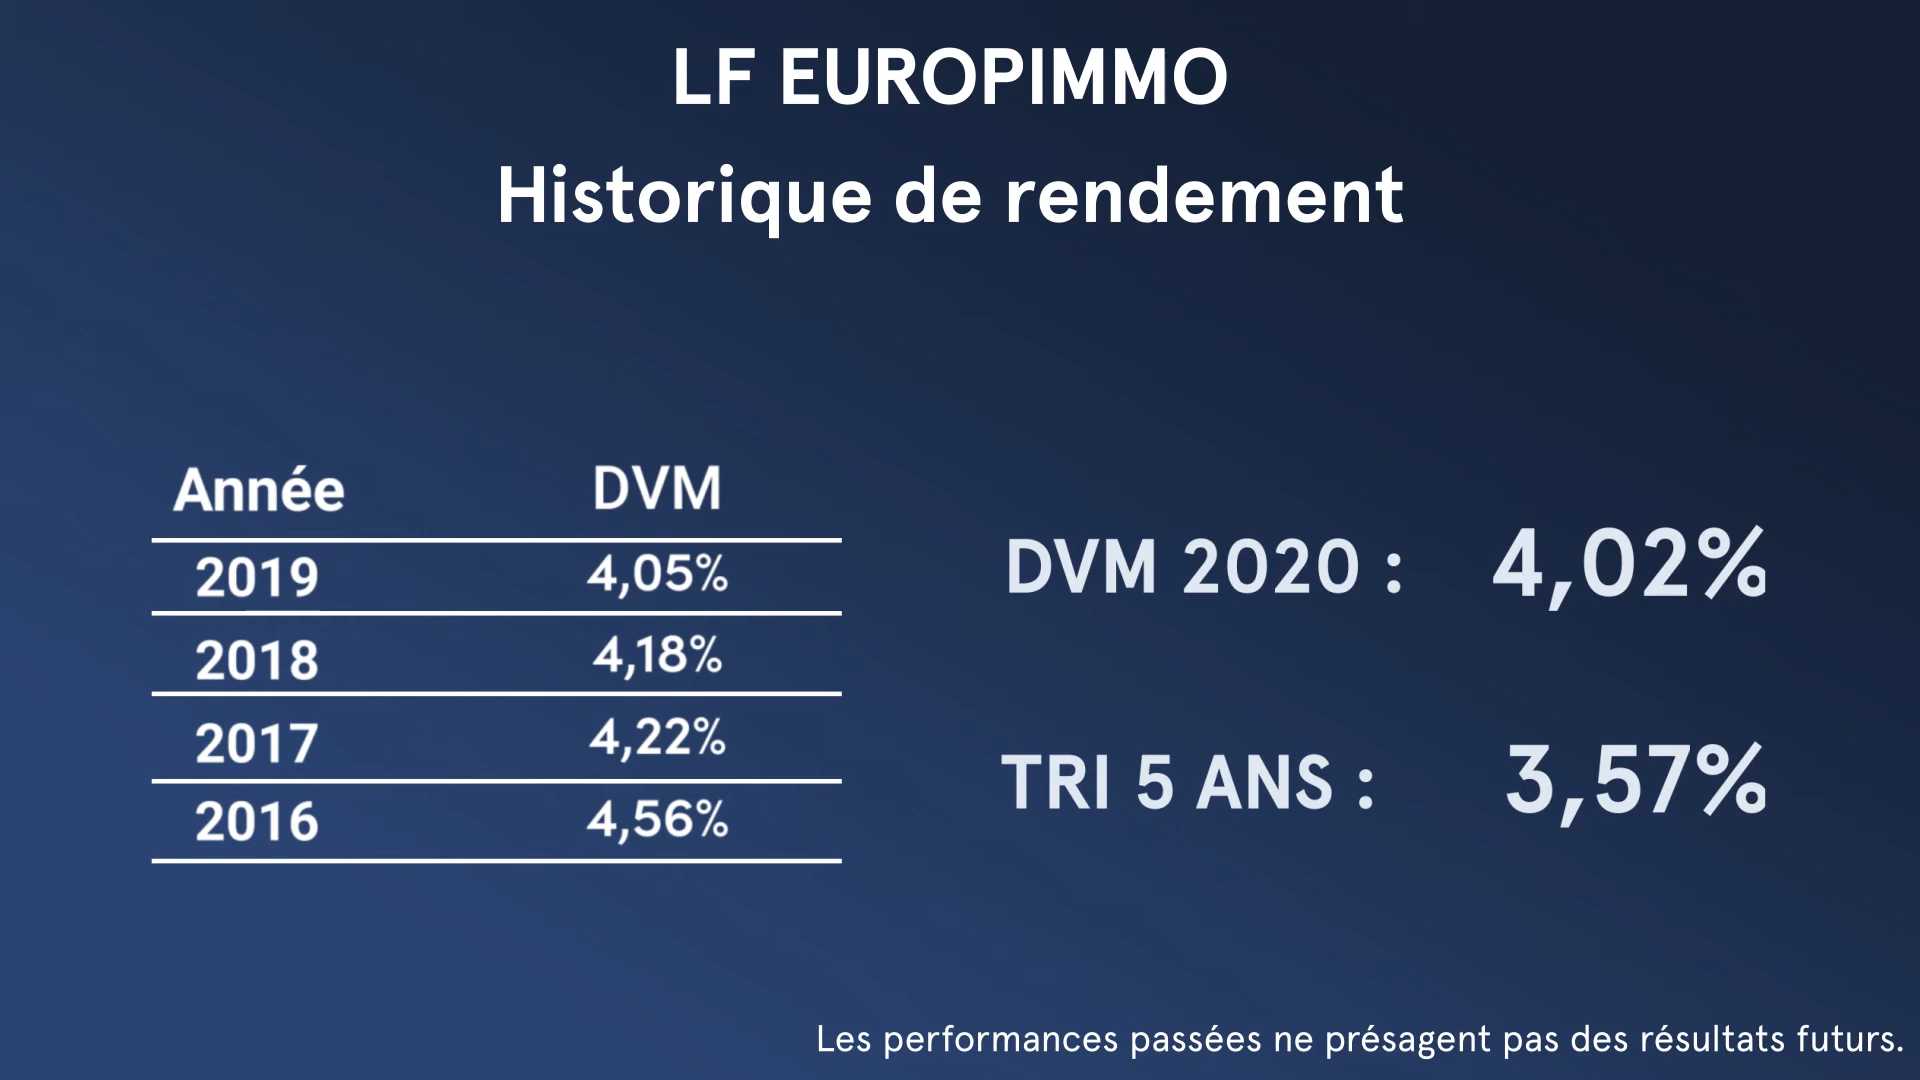 LF EUROPIMMO
Historique de rendement
Année DVM
2019 4,05%
2018 4,18%
2017 4,22%
2016 4,56%
DVM 2020 : 4,02%
TRI 5 ANS : 3,57%
Les performances passées ne présagent pas des résultats futurs.